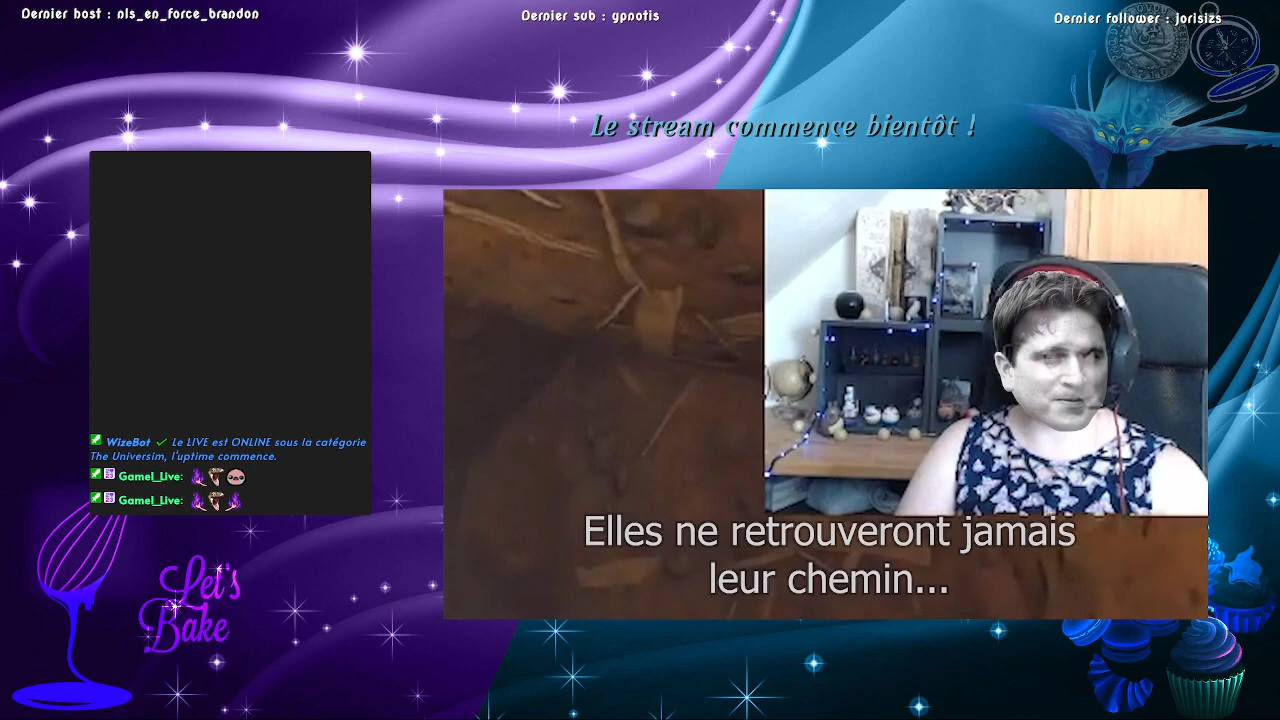 Dernier host : nls_en_force_brandon
Dernier sub : gpnotis
Dernier follower : jorisizs
Le stream commence bientôt !
WizeBot ✓ Le LIVE est ONLINE sous la catégorie
The Universim, l'uptime commence.
Gamel_Live:
Gamel_Live:
Let's
Bake
Elles ne retrouveront jamais
leur chemin...